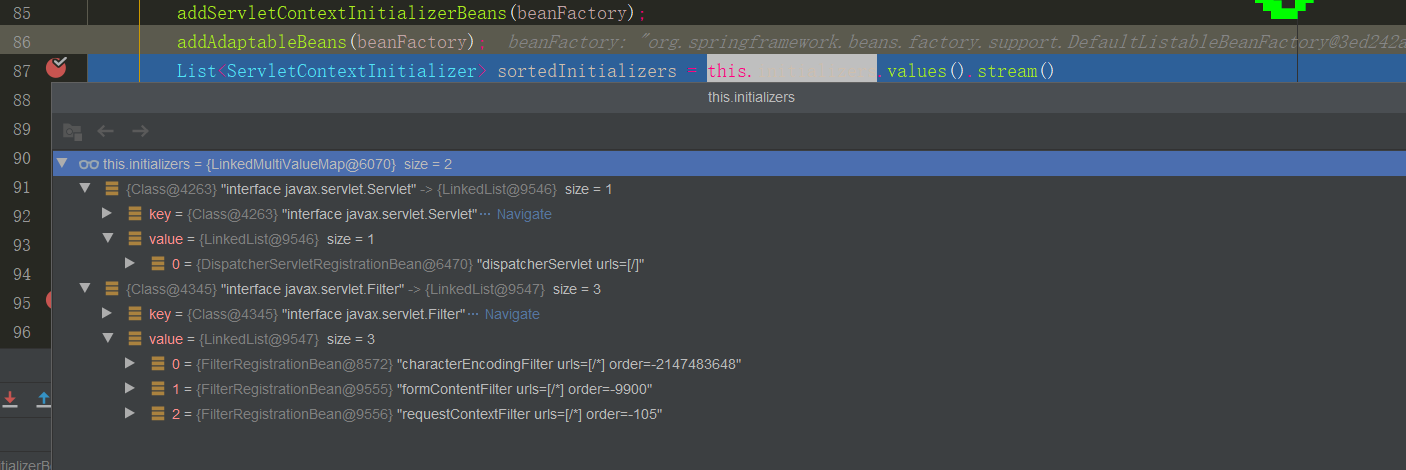 85 addServletContextInitializerBeans(beanFactory);
86 addAdaptableBeans(beanFactory); beanFactory: "org.springframework.beans.factory.support.DefaultListableBeanFactory@3ed242a
87 List<ServletContextInitializer> sortedInitializers = this. .values().stream()
88 this.initializers
89
90 this.initializers = {LinkedMultiValueMap@6070} size = 2
91 {Class@4263} "interface javax.servlet.Servlet" -> {LinkedList@9546} size = 1
92 key = {Class@4263} "interface javax.servlet.Servlet"... Navigate
93 value = {LinkedList@9546} size = 1
94 0 = {DispatcherServletRegistrationBean@6470} "dispatcherServlet urls=[/]"
95 {Class@4345} "interface javax.servlet.Filter" -> {LinkedList@9547} size = 3
96 key = {Class@4345} "interface javax.servlet.Filter"... Navigate
value = {LinkedList@9547} size = 3
0 = {FilterRegistrationBean@8572} "characterEncodingFilter urls=[/*] order=-2147483648"
1 = {FilterRegistrationBean@9555} "formContentFilter urls=[/*] order=-9900"
2 = {FilterRegistrationBean@9556} "requestContextFilter urls=[/*] order=-105"
tializerB